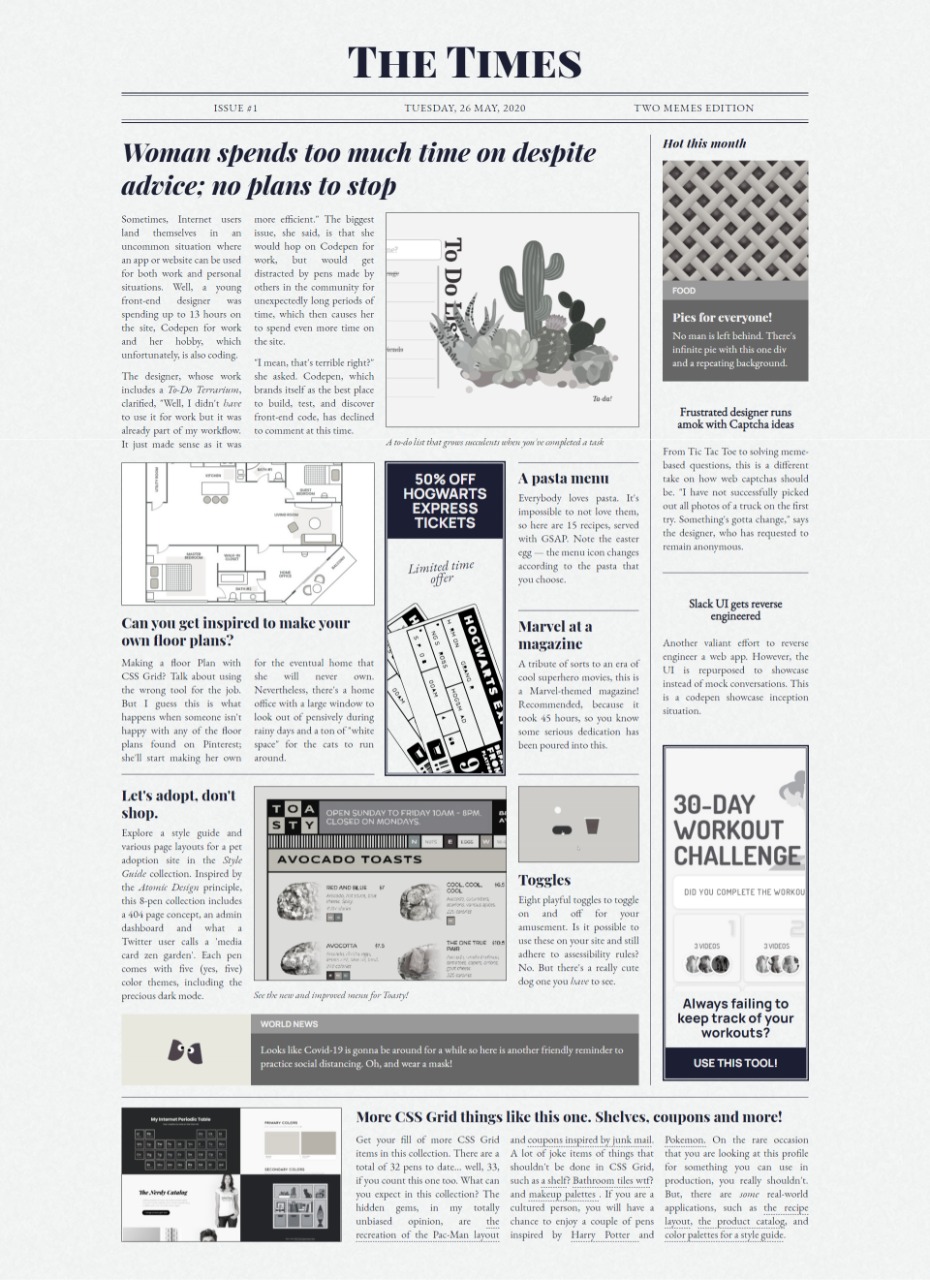 THE TIMES
ISSUE #1
TUESDAY, 26 MAY, 2020
TWO MEMES EDITION
Woman spends too much time on despite
advice; no plans to stop
Sometimes, Internet users
land themselves in an
uncommon situation where
an app or website can be used
for both work and personal
situations. Well, a young
front-end designer was
spending up to 13 hours on
the site, Codepen for work
and her hobby, which
unfortunately, is also coding.
The designer, whose work
includes a To-Do Terrarium,
clarified, "Well, I didn't have
to use it for work but it was
already part of my workflow.
It just made sense as it was
more efficient." The biggest
issue, she said, is that she
would hop on Codepen for
work, but would get
distracted by pens made by
others in the community for
unexpectedly long periods of
time, which then causes her
to spend even more time on
the site.
"I mean, that's terrible right?"
she asked. Codepen, which
brands itself as the best place
to build, test, and discover
front-end code, has declined
to comment at this time.
To Do List
To-do!
A to-do list that grows succulents when you've completed a task
KITCHEN
LIVING ROOM
MASTER
BEDROOM
HOME
OFFICE
Can you get inspired to make your
own floor plans?
Making a floor Plan with
CSS Grid? Talk about using
the wrong tool for the job.
But I guess this is what
happens when someone isn't
happy with any of the floor
plans found on Pinterest;
she'll start making her own
for the eventual home that
she will never own.
Nevertheless, there's a home
office with a large window to
look out of pensively during
rainy days and a ton of "white
space" for the cats to run
around.
50% OFF
HOGWARTS
EXPRESS
TICKETS
Limited time
offer
HOGWARTS EX
A pasta menu
Everybody loves pasta. It's
impossible to not love them,
so here are 15 recipes, served
with GSAP. Note the easter
egg — the menu icon changes
according to the pasta that
you choose.
Marvel at a
magazine
A tribute of sorts to an era of
cool superhero movies, this is
a Marvel-themed magazine!
Recommended, because it
took 45 hours, so you know
some serious dedication has
been poured into this.
Let's adopt, don't
shop.
Explore a style guide and
various page layouts for a pet
adoption site in the Style
Guide collection. Inspired by
the Atomic Design principle,
this 8-pen collection includes
a 404 page concept, an admin
dashboard and what a
Twitter user calls a 'media
card zen garden'. Each pen
comes with five (yes, five)
color themes, including the
precious dark mode.
TOA
STY
OPEN SUNDAY TO FRIDAY 10AM - 8PM.
CLOSED ON MONDAYS.
AVOCADO TOASTS
RED AND BLUE
COOL, COOL,
COOL
AVOCOTTA
THE ONE TRUE
PAIR
See the new and improved menu for Toasty!
Toggles
Eight playful toggles to toggle
on and off for your
amusement. Is it possible to
use these on your site and still
adhere to assessibility rules?
No. But there's a really cute
dog one you have to see.
WORLD NEWS
Looks like Covid-19 is gonna be around for a while so here is another friendly reminder to
practice social distancing. Oh, and wear a mask!
Hot this month
FOOD
Pies for everyone!
No man is left behind. There's
infinite pie with this one div
and a repeating background.
Frustrated designer runs
amok with Captcha ideas
From Tic Tac Toe to solving meme-
based questions, this is a different
take on how web captchas should
be. "I have not successfully picked
out all photos of a truck on the first
try. Something's gotta change," says
the designer, who has requested to
remain anonymous.
Slack UI gets reverse
engineered
Another valiant effort to reverse
engineer a web app. However, the
UI is repurposed to showcase
instead of mock conversations. This
is a codepen showcase inception
situation.
30-DAY
WORKOUT
CHALLENGE
DID YOU COMPLETE THE WORKOU
1
2
3 VIDEOS
3 VIDEOS
Always failing to
keep track of your
workouts?
USE THIS TOOL!
My Internet Periodic Table
PRIMARY COLORS
SECONDARY COLORS
The Nerdy Catalog
More CSS Grid things like this one. Shelves, coupons and more!
Get your fill of more CSS Grid
items in this collection. There are a
total of 32 pens to date... well, 33,
if you count this one too. What can
you expect in this collection? The
hidden gems, in my totally
unbiased opinion, are the
recreation of the Pac-Man layout
and coupons inspired by junk mail.
A lot of joke items of things that
shouldn't be done in CSS Grid,
such as a shelf? Bathroom tiles wtf?
and makeup palettes . If you are a
cultured person, you will have a
chance to enjoy a couple of pens
inspired by Harry Potter and
Pokemon. On the rare occasion
that you are looking at this profile
for something you can use in
production, you really shouldn't.
But, there are some real-world
applications, such as the recipe
layout, the product catalog, and
color palettes for a style guide.